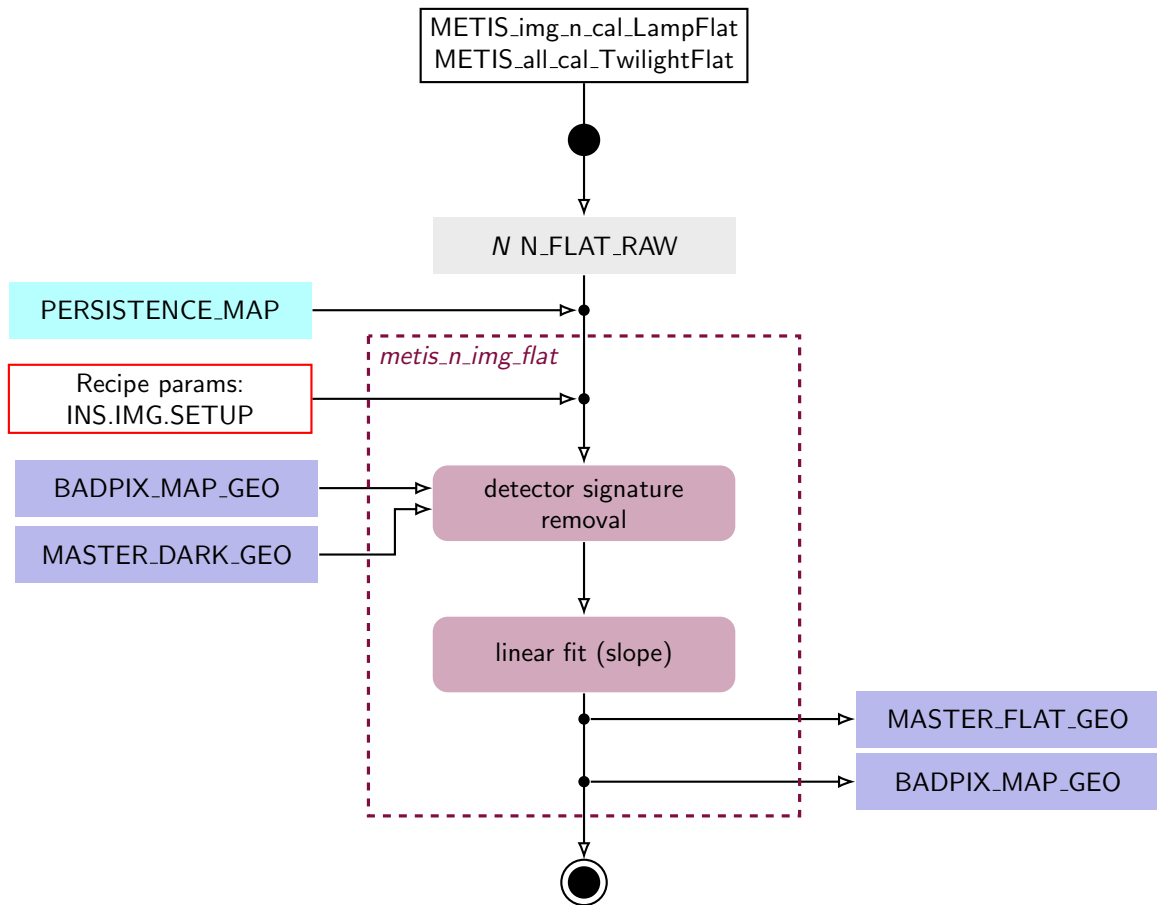 METIS_img_n_cal_LampFlat
METIS_all_cal_TwilightFlat
N N_FLAT_RAW
PERSISTENCE_MAP
metis_n_img_flat
Recipe params:
INS.IMG.SETUP
BADPIX_MAP_GEO
detector signature
removal
MASTER_DARK_GEO
linear fit (slope)
MASTER_FLAT_GEO
BADPIX_MAP_GEO